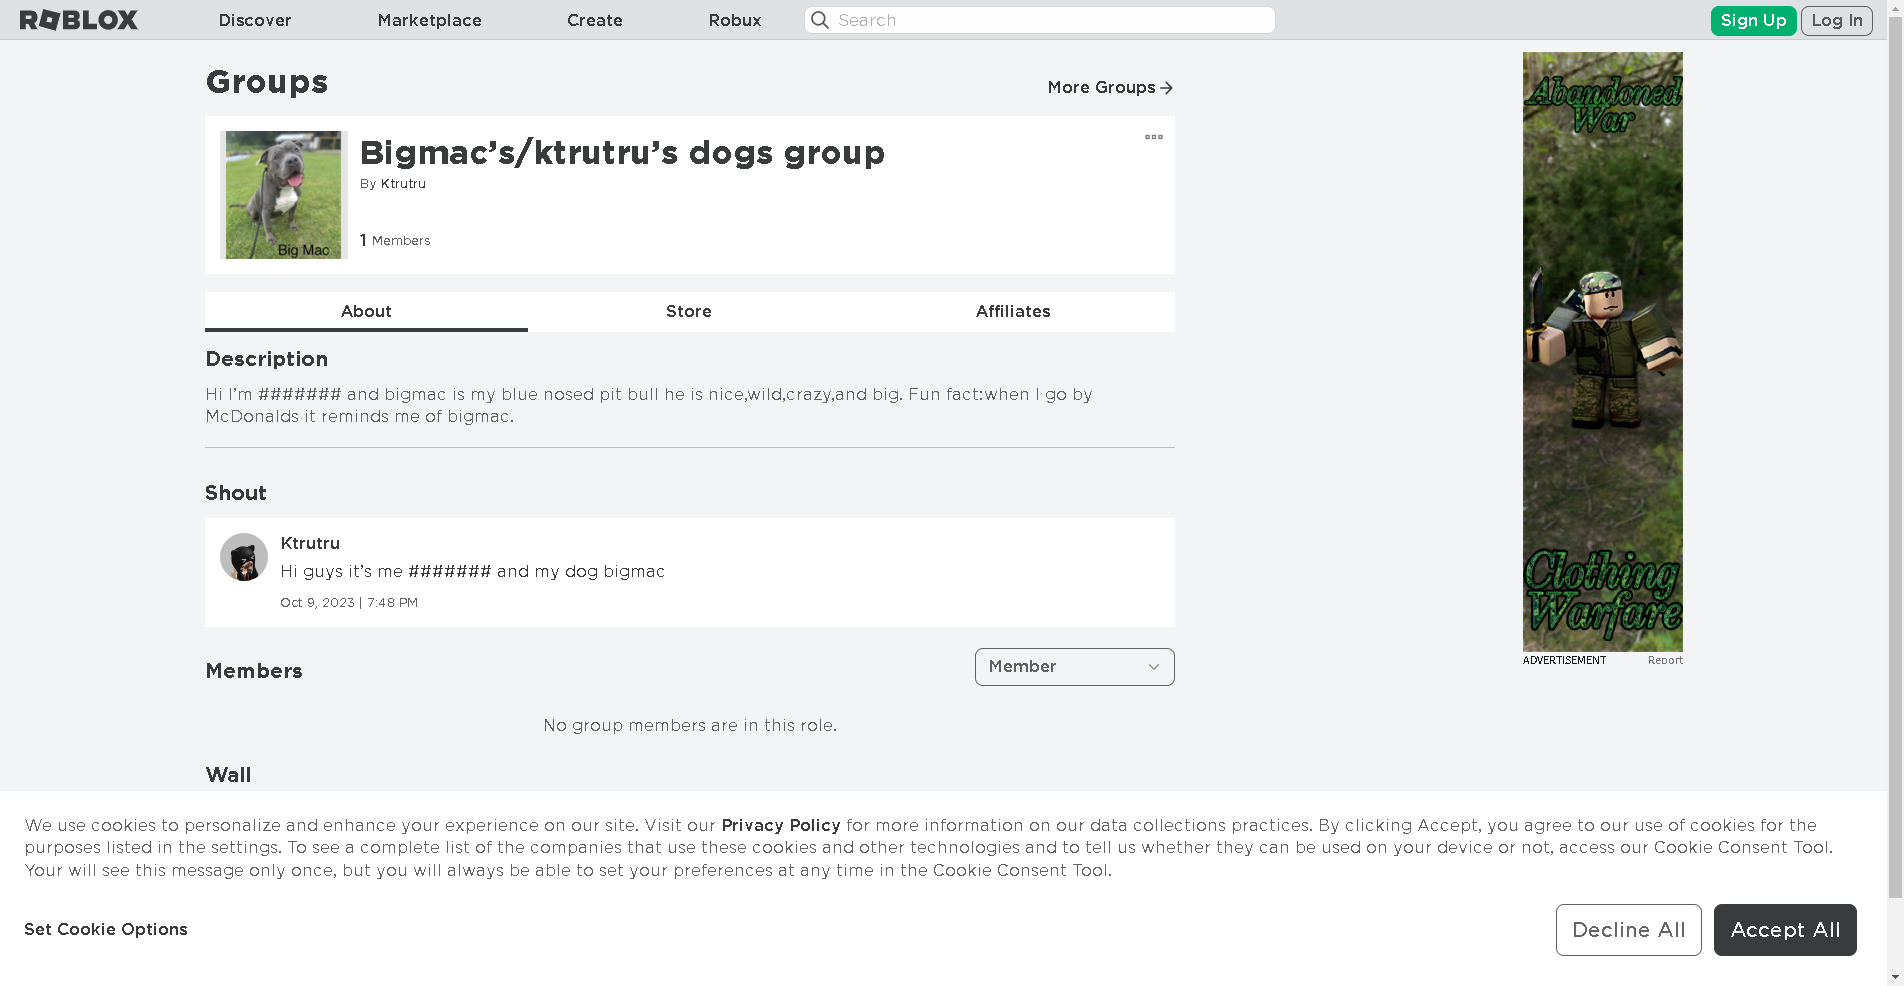 ROBLOX
Discover
Marketplace
Create
Robux
Search
Sign Up
Log In
Groups
More Groups
Bigmac’s/ktrutru’s dogs group
By Ktrutru
1 Members
Big Mac
About
Store
Affiliates
Description
Hi I’m ####### and bigmac is my blue nosed pit bull he is nice,wild,crazy,and big. Fun fact:when I go by
McDonalds it reminds me of bigmac.
Shout
Ktrutru
Hi guys it’s me ####### and my dog bigmac
Oct 9, 2023 | 7:48 PM
Members
Member
No group members are in this role.
Wall
Abandoned
War
Clothing
Warfare
ADVERTISEMENT
Report
We use cookies to personalize and enhance your experience on our site. Visit our Privacy Policy for more information on our data collections practices. By clicking Accept, you agree to our use of cookies for the
purposes listed in the settings. To see a complete list of the companies that use these cookies and other technologies and to tell us whether they can be used on your device or not, access our Cookie Consent Tool.
Your will see this message only once, but you will always be able to set your preferences at any time in the Cookie Consent Tool.
Set Cookie Options
Decline All
Accept All